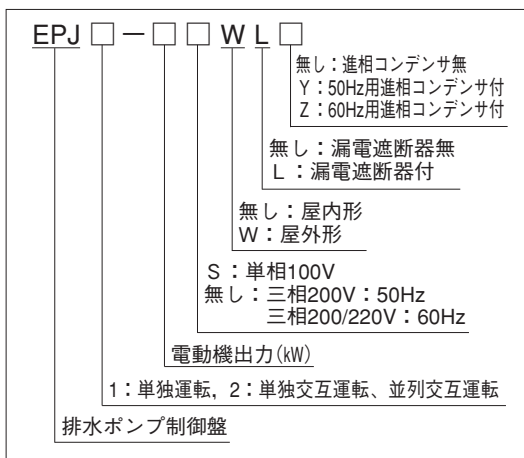 EPJ□－□□WL□
無し：進相コンデンサ無
Y：50Hz用進相コンデンサ付
Z：60Hz用進相コンデンサ付
無し：漏電遮断器無
L：漏電遮断器付
無し：屋内形
W：屋外形
S：単相100V
無し：三相200V：50Hz
三相200/220V：60Hz
電動機出力(kW)
1：単独運転，2：単独交互運転、並列交互運転
排水ポンプ制御盤